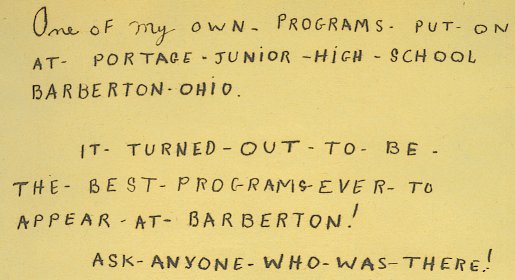 One of my OWN- PROGRAMS- PUT- ON
AT- PORTAGE-JUNIOR-HIGH-SCHOOL
BARBERTON-OHIO.
IT- TURNED-OUT-TO-BE-
THE-BEST-PROGRAMS-EVER-TO
APPEAR-AT-BARBERTON!
ASK-ANYONE-WHO-WAS-THERE!